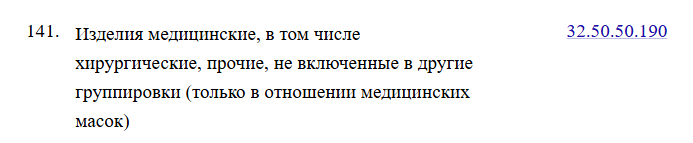 141. Изделия медицинские, в том числе 32.50.50.190
хирургические, прочие, не включенные в другие
группировки (только в отношении медицинских
масок)